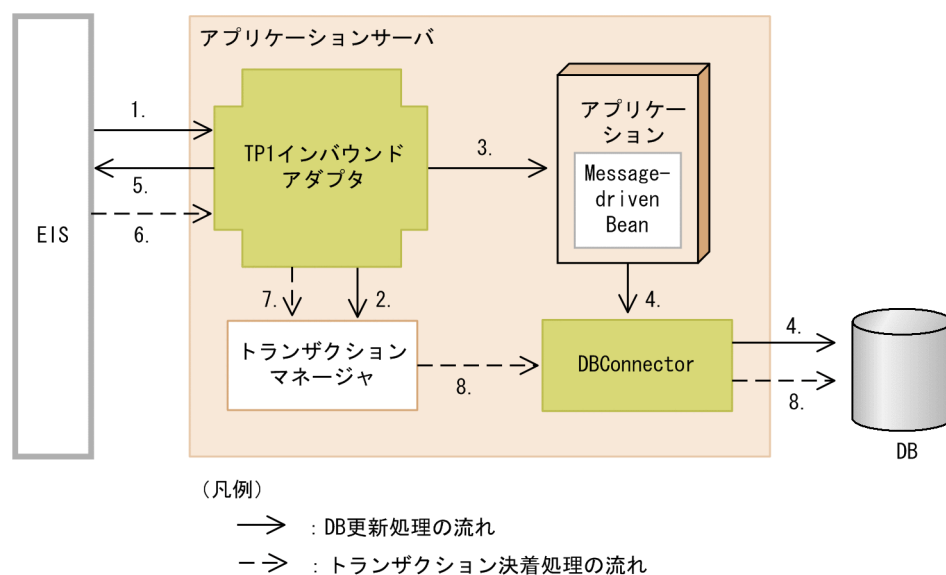 アプリケーションサーバ
1.
TP1インバウンド
アダプタ
3.
アプリケー
ション
Message-
driven
Bean
5.
6.
EIS
7.
2.
4.
トランザクション
マネージャ
8.
DBConnector
4.
8.
DB
(凡例)
：DB更新処理の流れ
：トランザクション決着処理の流れ